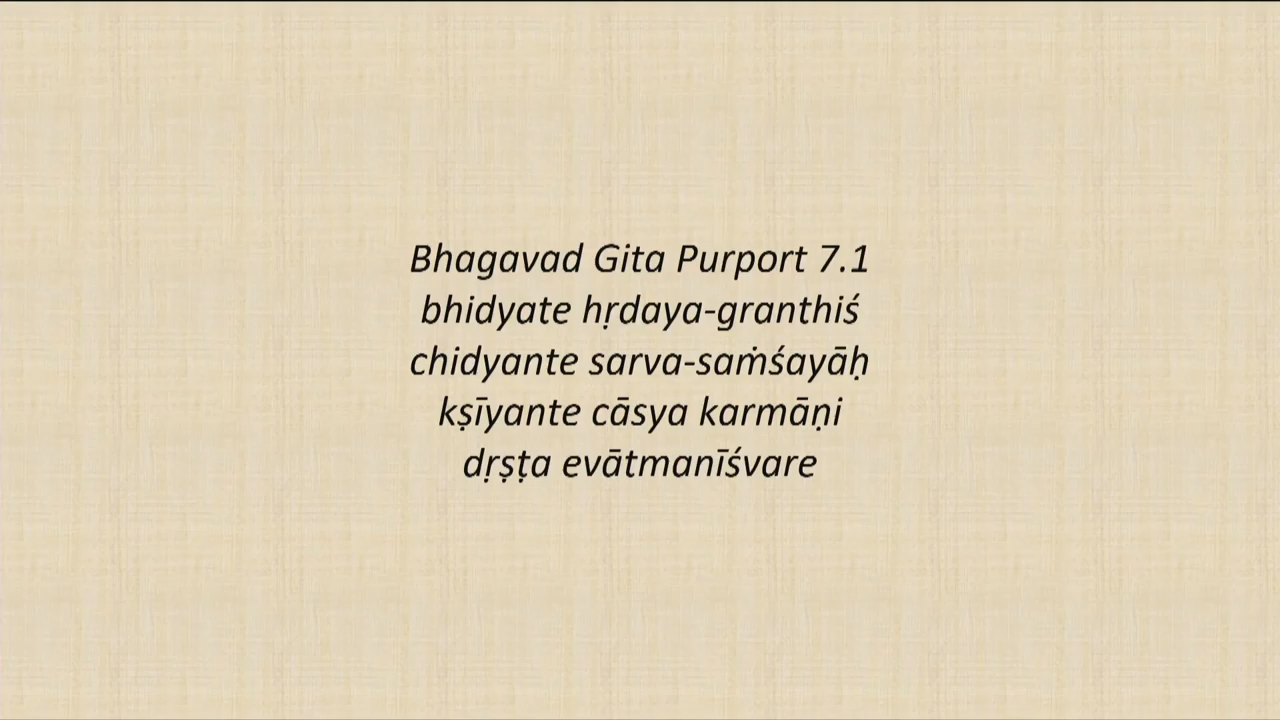 Bhagavad Gita Purport 7.1
bhidyate hṛdaya-granthiś
chidyante sarva-saṁśayāḥ
kṣīyante cāsya karmāṇi
dṛṣṭa evātmanīśvare